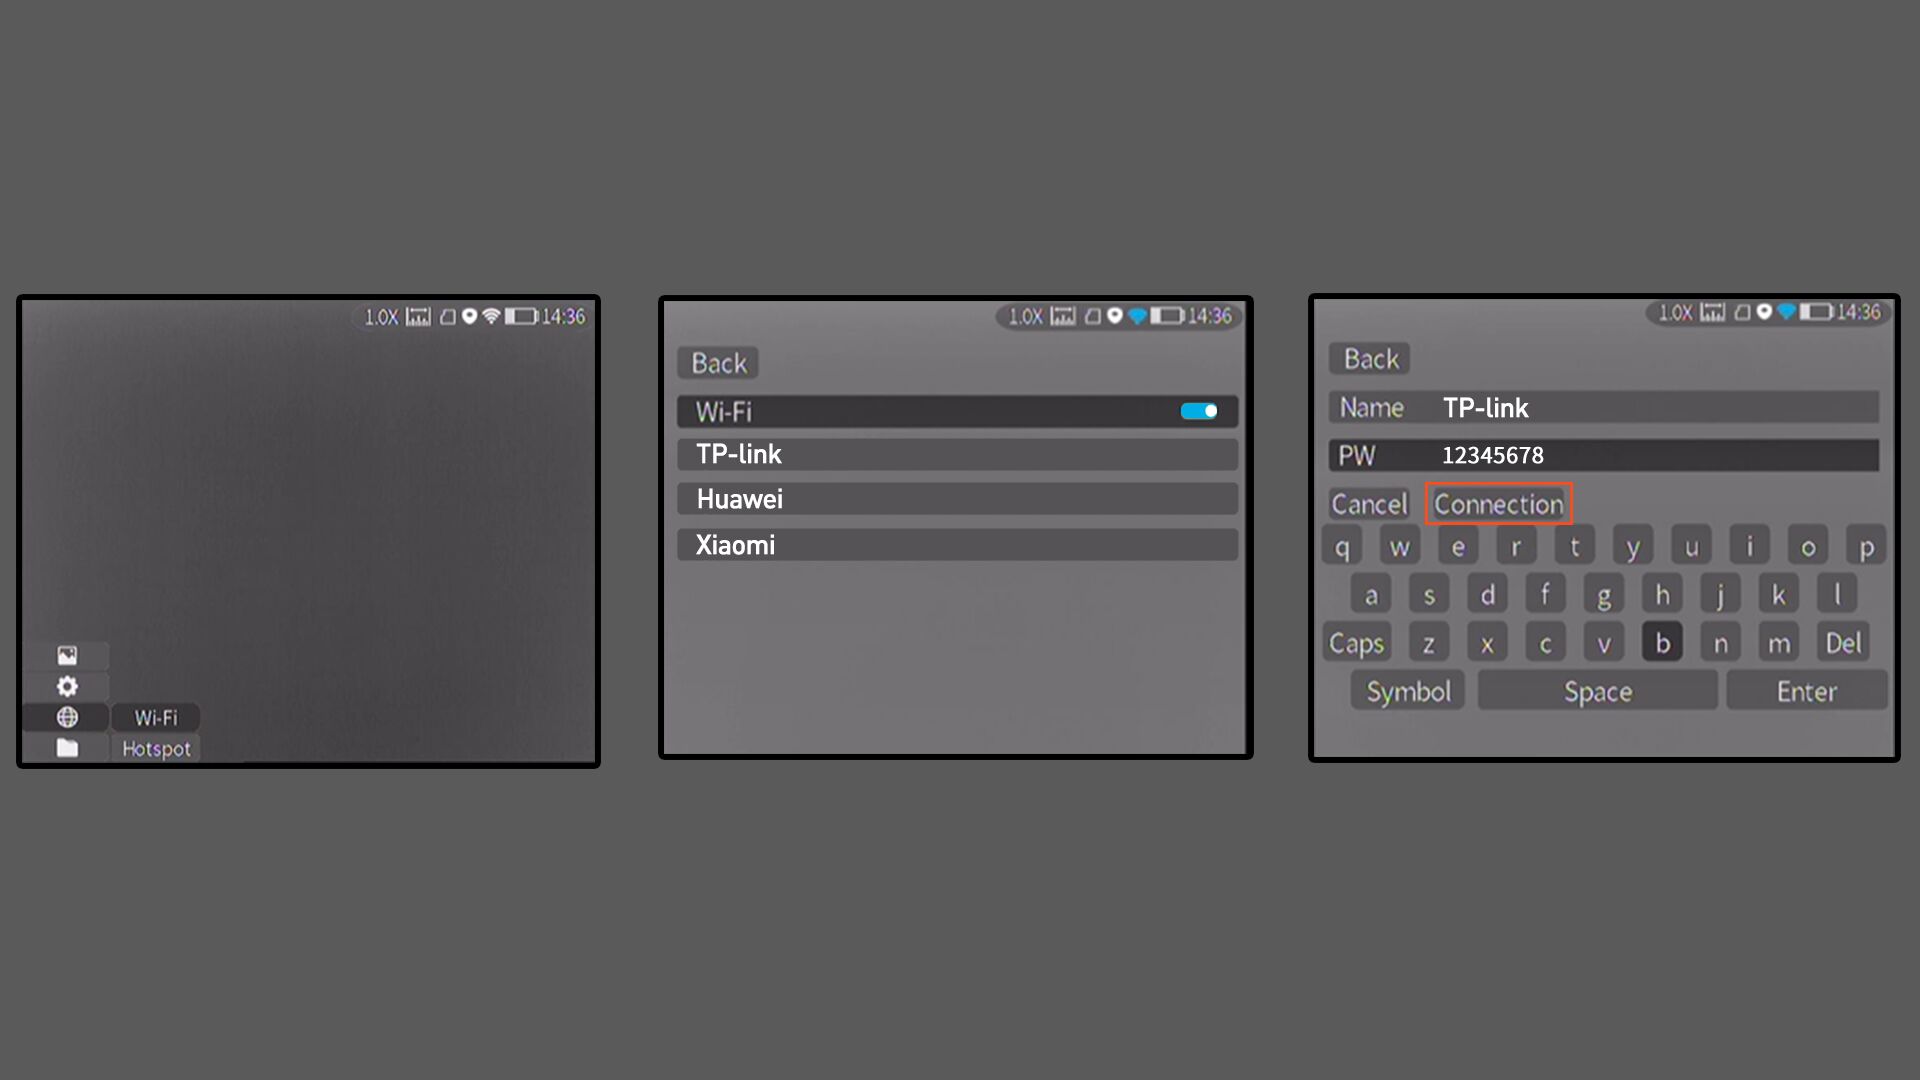 1.0X 14:36
Wi-Fi
Hotspot
1.0X 14:36
Back
Wi-Fi
TP-link
Huawei
Xiaomi
1.0X 14:36
Back
Name TP-link
PW 12345678
Cancel Connection
q w e r t y u i o p
a s d f g h j k l
Caps z x c v b n m Del
Symbol Space Enter